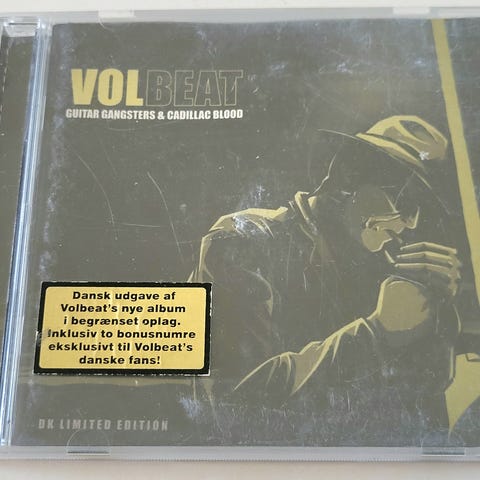 VOLBEAT
GUITAR GANGSTERS & CADILLAC BLOOD
Dansk udgave af
Volbeat's nye album
i begrænset oplag.
Inklusiv to bonusnumre
eksklusivt til Volbeat's
danske fans!
DK LIMITED EDITION